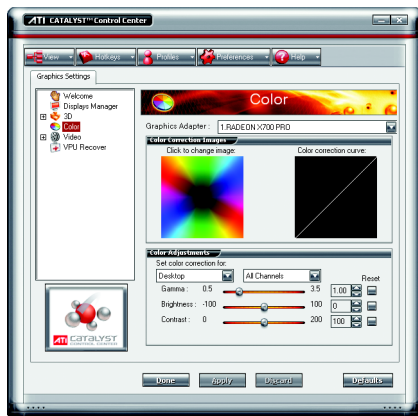 ATI CATALYST™ Control Center
View Hotkeys Profiles Preferences Help
Graphics Settings
Welcome
Displays Manager
3D
Color
Video
VPU Recover
Color
Graphics Adapter : 1.RADEON X700 PRO
Color Correction Images
Click to change image: Color correction curve:
Color Adjustments
Set color correction for:
Desktop All Channels Reset
Gamma : 0.5 3.5 1.00
Brightness : -100 100 0
Contrast : 0 200 100
ATI CATALYST
CONTROL CENTER
Done Apply Discard Defaults